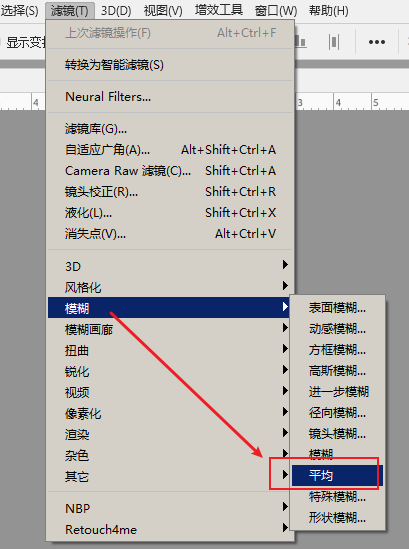 选择(S) 滤镜(T) 3D(D) 视图(V) 增效工具 窗口(W) 帮助(H)
显示变换
上次滤镜操作(F) Alt+Ctrl+F
转换为智能滤镜(S)
Neural Filters...
4 4 5
滤镜库(G)...
自适应广角(A)... Alt+Shift+Ctrl+A
Camera Raw 滤镜(C)... Shift+Ctrl+A
镜头校正(R)... Shift+Ctrl+R
液化(L)... Shift+Ctrl+X
消失点(V)... Alt+Ctrl+V
3D
风格化
模糊
模糊画廊
扭曲
锐化
视频
像素化
渲染
杂色
其它
NBP
Retouch4me
表面模糊...
动感模糊...
方框模糊...
高斯模糊...
进一步模糊
径向模糊...
镜头模糊...
模糊
平均
特殊模糊...
形状模糊...